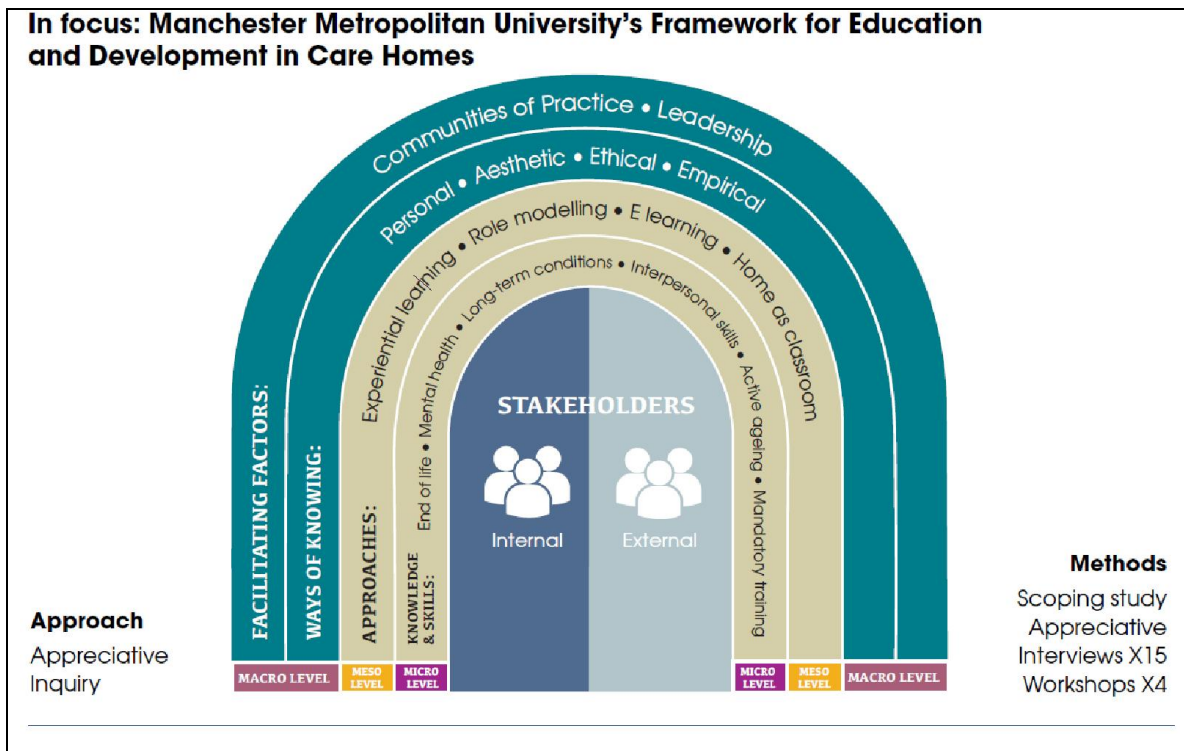 In focus: Manchester Metropolitan University’s Framework for Education
and Development in Care Homes
FACILITATING FACTORS:
Communities of Practice • Leadership
WAYS OF KNOWING:
Personal • Aesthetic • Ethical • Empirical
APPROACHES:
Experiential learning • Role modelling • E learning • Home as classroom
KNOWLEDGE
& SKILLS:
End of life • Mental health • Long-term conditions • Interpersonal skills • Active ageing • Mandatory training
STAKEHOLDERS
Internal
External
MACRO LEVEL
MESO
LEVEL
MICRO
LEVEL
MICRO
LEVEL
MESO
LEVEL
MACRO LEVEL
Approach
Appreciative
Inquiry
Methods
Scoping study
Appreciative
Interviews X15
Workshops X4